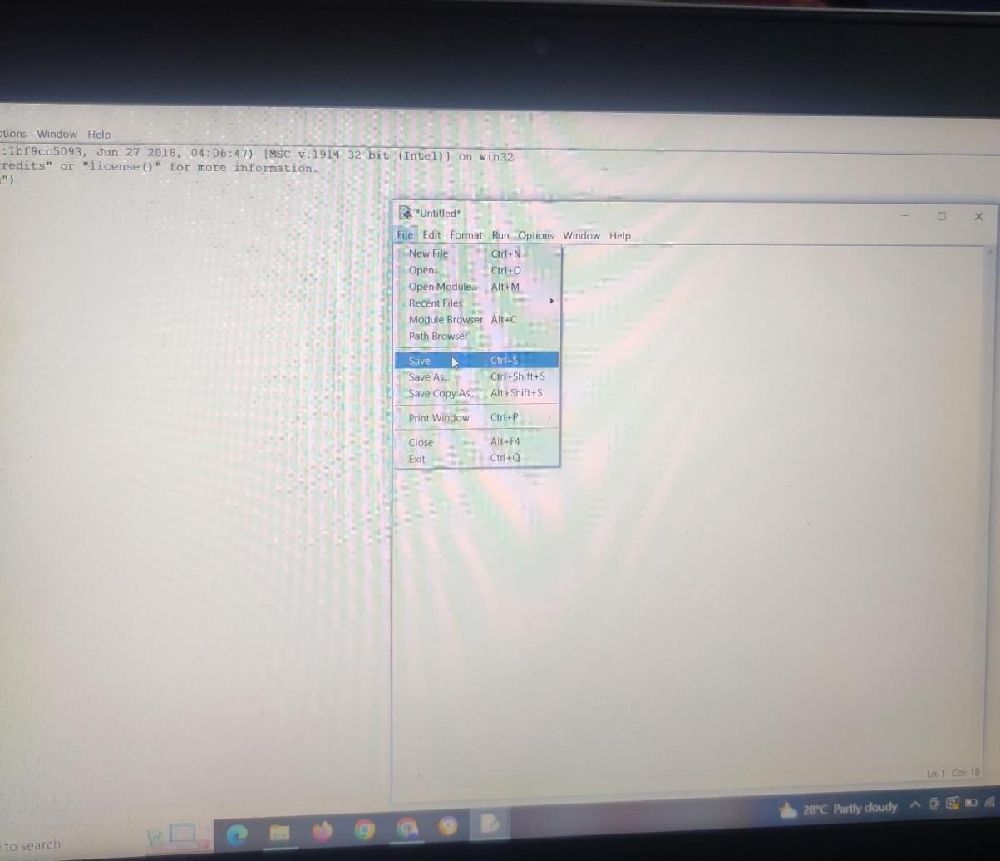 ptions Window Help
:1bf9cc5093, Jun 27 2018, 04:06:47) [MSC v.1914 32 bit (Intel)] on win32
redits" or "license()" for more information.
")
*Untitled*
File Edit Format Run Options Window Help
New File Ctrl+N
Open... Ctrl+O
Open Module... Alt+M
Recent Files
Module Browser Alt+C
Path Browser
Save Ctrl+S
Save As... Ctrl+Shift+S
Save Copy As... Alt+Shift+S
Print Window Ctrl+P
Close Alt+F4
Exit Ctrl+Q
Ln: 1 Col: 18
28°C Partly cloudy
to search